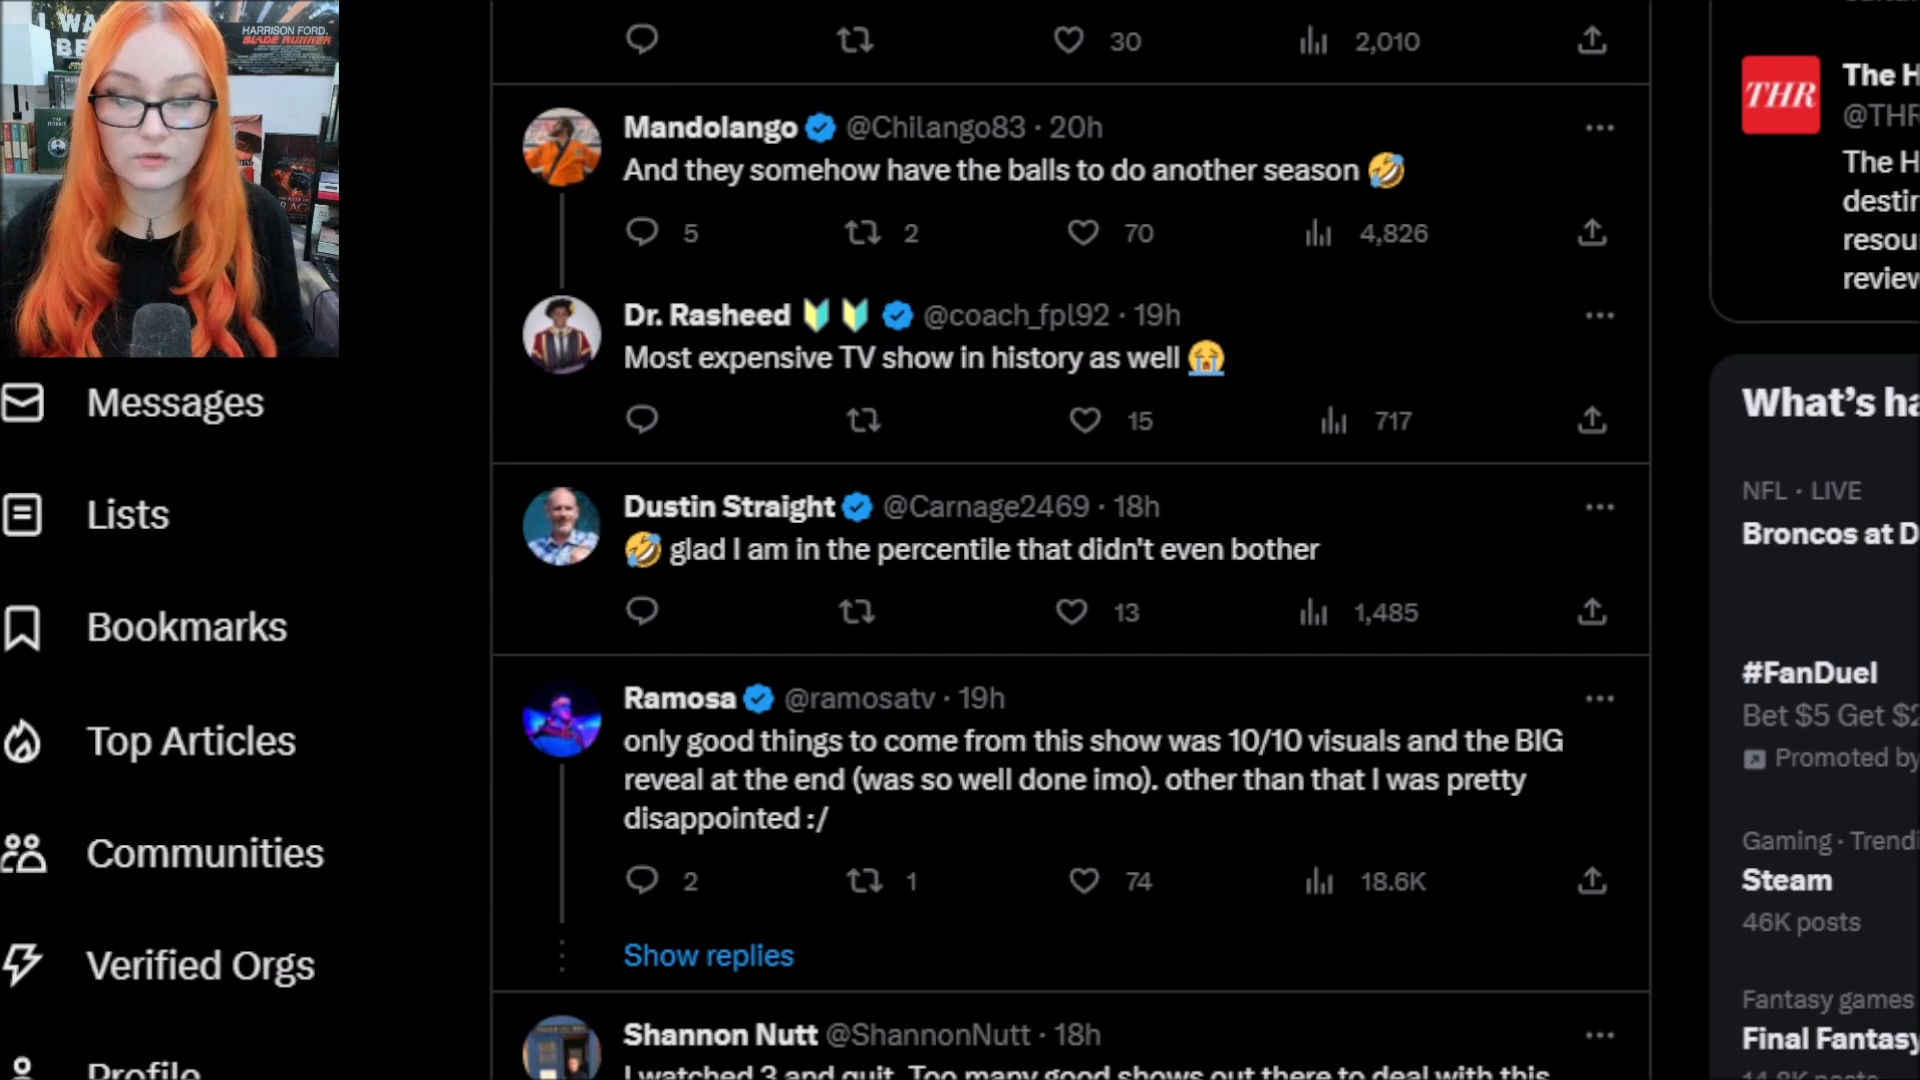 HARRISON FORD.
BLADE RUNNER
30
2,010
Mandolango @Chilango83 · 20h
And they somehow have the balls to do another season 🤣
5 2 70 4,826
Dr. Rasheed 🔰🔰 @coach_fpl92 · 19h
Most expensive TV show in history as well 😭
15 717
Dustin Straight @Carnage2469 · 18h
🤣 glad I am in the percentile that didn't even bother
13 1,485
Ramosa @ramosatv · 19h
only good things to come from this show was 10/10 visuals and the BIG
reveal at the end (was so well done imo). other than that I was pretty
disappointed :/
2 1 74 18.6K
Show replies
Shannon Nutt @ShannonNutt · 18h
I watched 3 and quit. Too many good shows out there to deal with this
Messages
Lists
Bookmarks
Top Articles
Communities
Verified Orgs
Profile
THR
The H
@THR
The H
destin
resou
review
What's ha
NFL · LIVE
Broncos at D
#FanDuel
Bet $5 Get $2
Promoted by
Gaming · Trendi
Steam
46K posts
Fantasy games
Final Fantasy